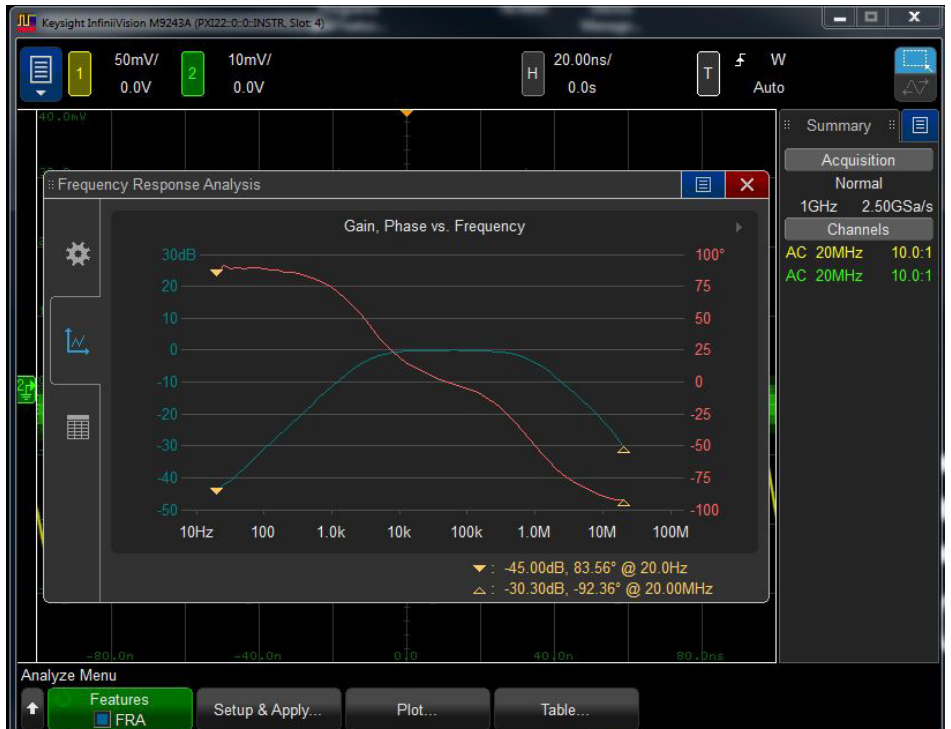 Keysight InfiniiVision M9243A (PXI22::0::0::INSTR, Slot: 4)
1 50mV/ 0.0V
2 10mV/ 0.0V
H 20.00ns/ 0.0s
T W Auto
40.0mV
Summary
Acquisition
Normal
1GHz 2.50GSa/s
Channels
AC 20MHz 10.0:1
AC 20MHz 10.0:1
Frequency Response Analysis
Gain, Phase vs. Frequency
30dB 100°
20 75
10 50
0 25
-10 0
-20 -25
-30 -50
-40 -75
-50 -100
10Hz 100 1.0k 10k 100k 1.0M 10M 100M
: -45.00dB, 83.56° @ 20.0Hz
: -30.30dB, -92.36° @ 20.00MHz
2
-80.0n -40.0n 0.0 40.0n 80.0ns
Analyze Menu
Features
FRA
Setup & Apply...
Plot...
Table...